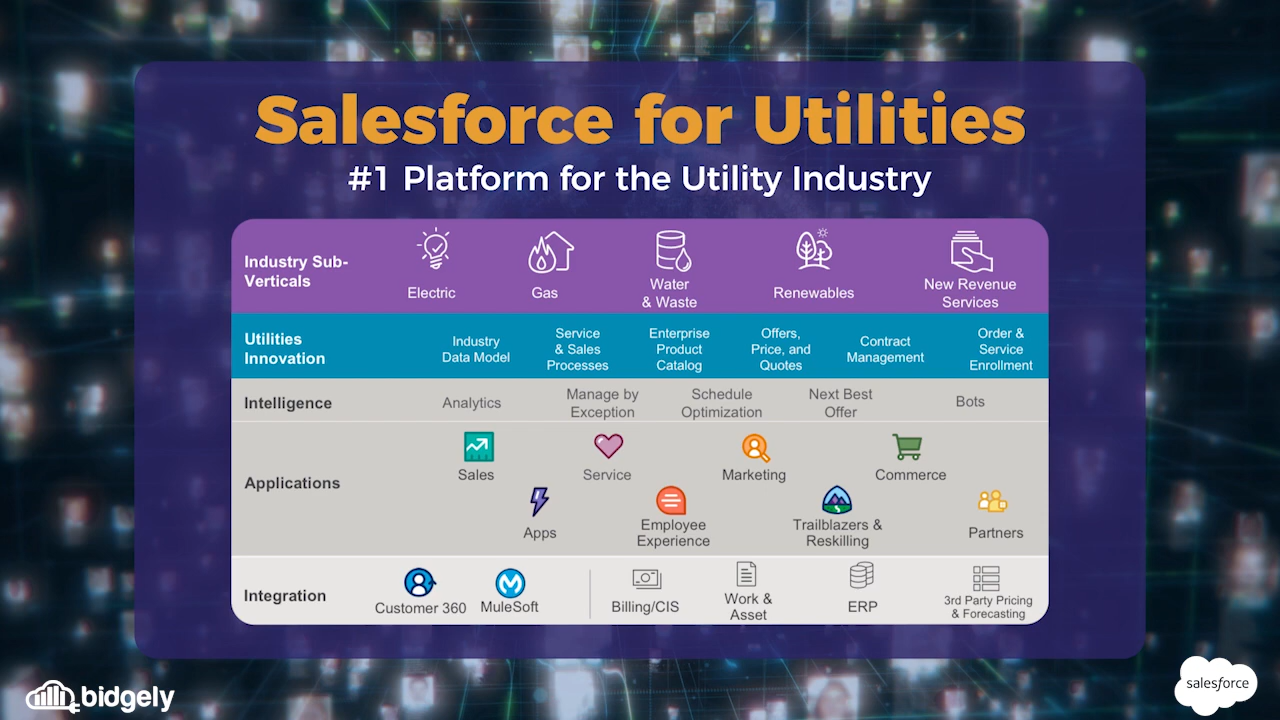 Salesforce for Utilities
#1 Platform for the Utility Industry
Industry Sub-
Verticals
Electric
Gas
Water
& Waste
Renewables
New Revenue
Services
Utilities
Innovation
Industry
Data Model
Service
& Sales
Processes
Enterprise
Product
Catalog
Offers,
Price, and
Quotes
Contract
Management
Order &
Service
Enrollment
Intelligence
Analytics
Manage by
Exception
Schedule
Optimization
Next Best
Offer
Bots
Applications
Sales
Service
Marketing
Commerce
Apps
Employee
Experience
Trailblazers &
Reskilling
Partners
Integration
Customer 360
MuleSoft
Billing/CIS
Work &
Asset
ERP
3rd Party Pricing
& Forecasting
bidgely
salesforce